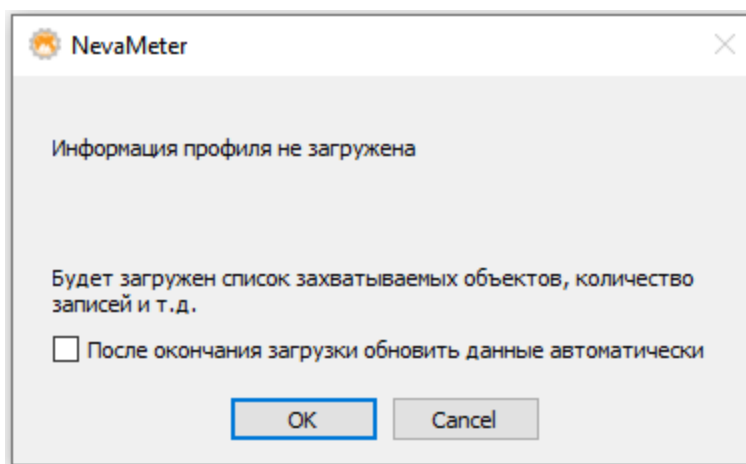 NevaMeter
Информация профиля не загружена
Будет загружен список захватываемых объектов, количество
записей и т.д.
После окончания загрузки обновить данные автоматически
OK
Cancel